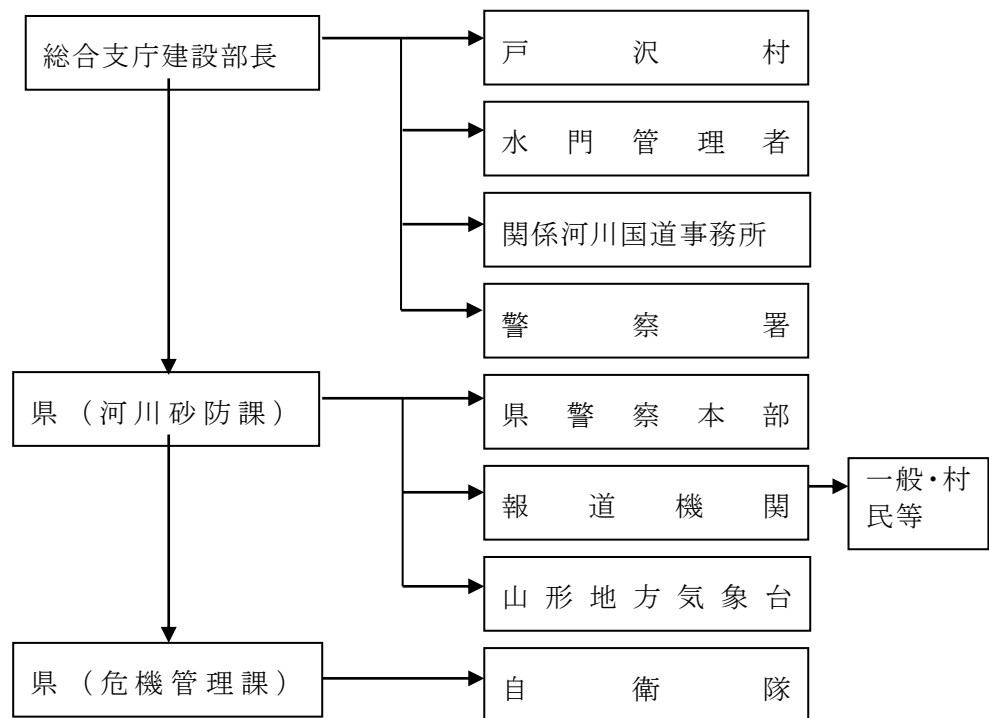 総合支庁建設部長
戸沢村
水門管理者
関係河川国道事務所
警察署
県（河川砂防課）
県警察本部
報道機関
一般・村
民等
山形地方気象台
県（危機管理課）
自衛隊